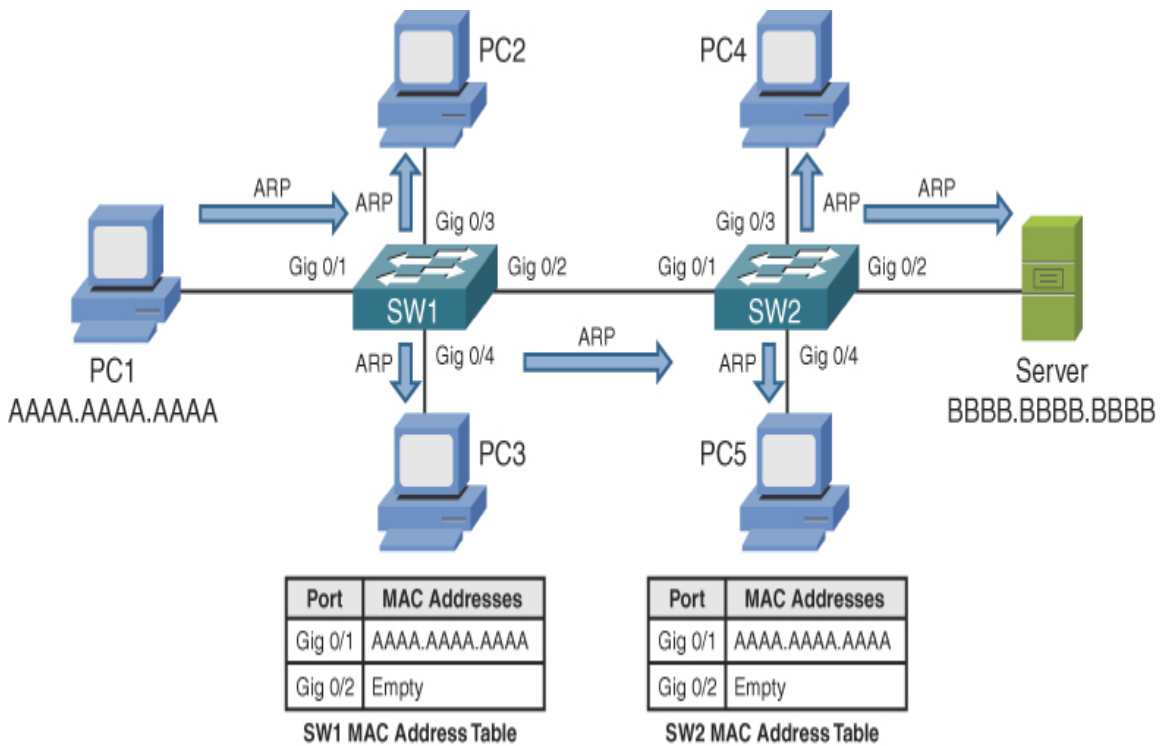 PC2
PC4
ARP
ARP
ARP
ARP
Gig 0/3
Gig 0/3
Gig 0/1
Gig 0/2
Gig 0/1
Gig 0/2
SW1
SW2
ARP
ARP
Gig 0/4
ARP
Gig 0/4
PC1
Server
AAAA.AAAA.AAAA
BBBB.BBBB.BBBB
PC3
PC5
Port MAC Addresses
Gig 0/1 AAAA.AAAA.AAAA
Gig 0/2 Empty
SW1 MAC Address Table
Port MAC Addresses
Gig 0/1 AAAA.AAAA.AAAA
Gig 0/2 Empty
SW2 MAC Address Table